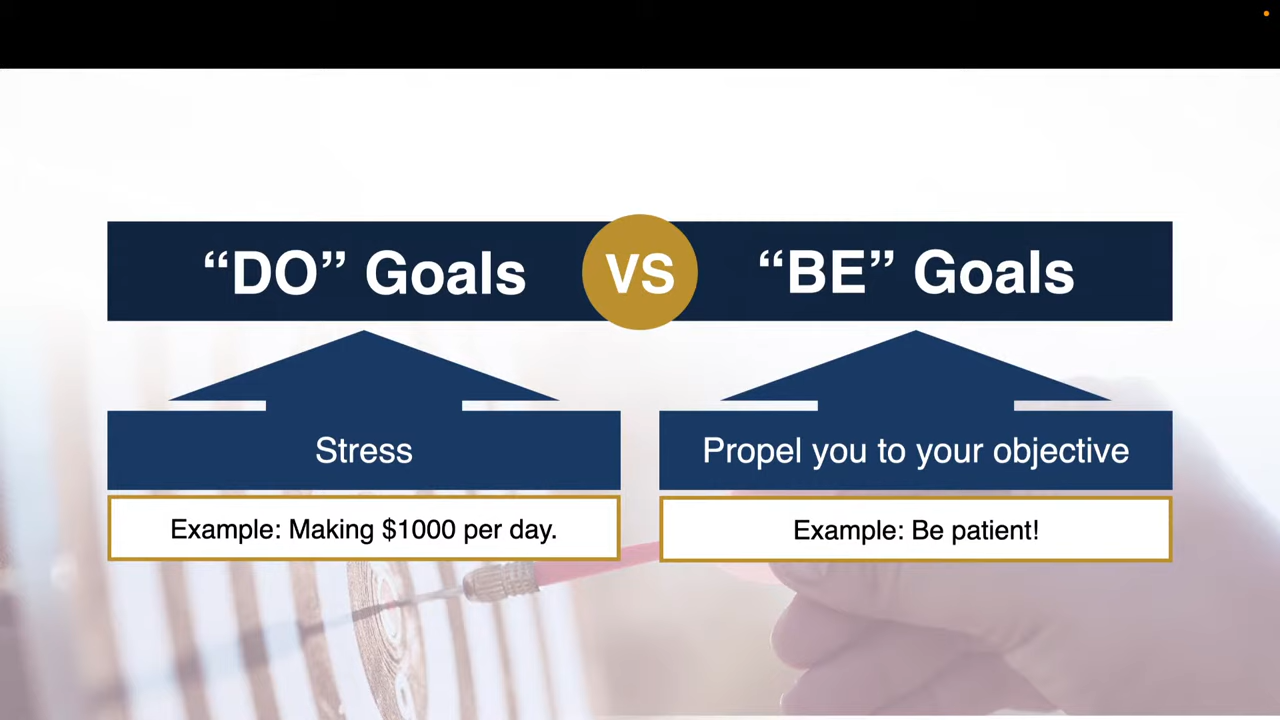 “DO” Goals VS “BE” Goals
Stress
Example: Making $1000 per day.
Propel you to your objective
Example: Be patient!